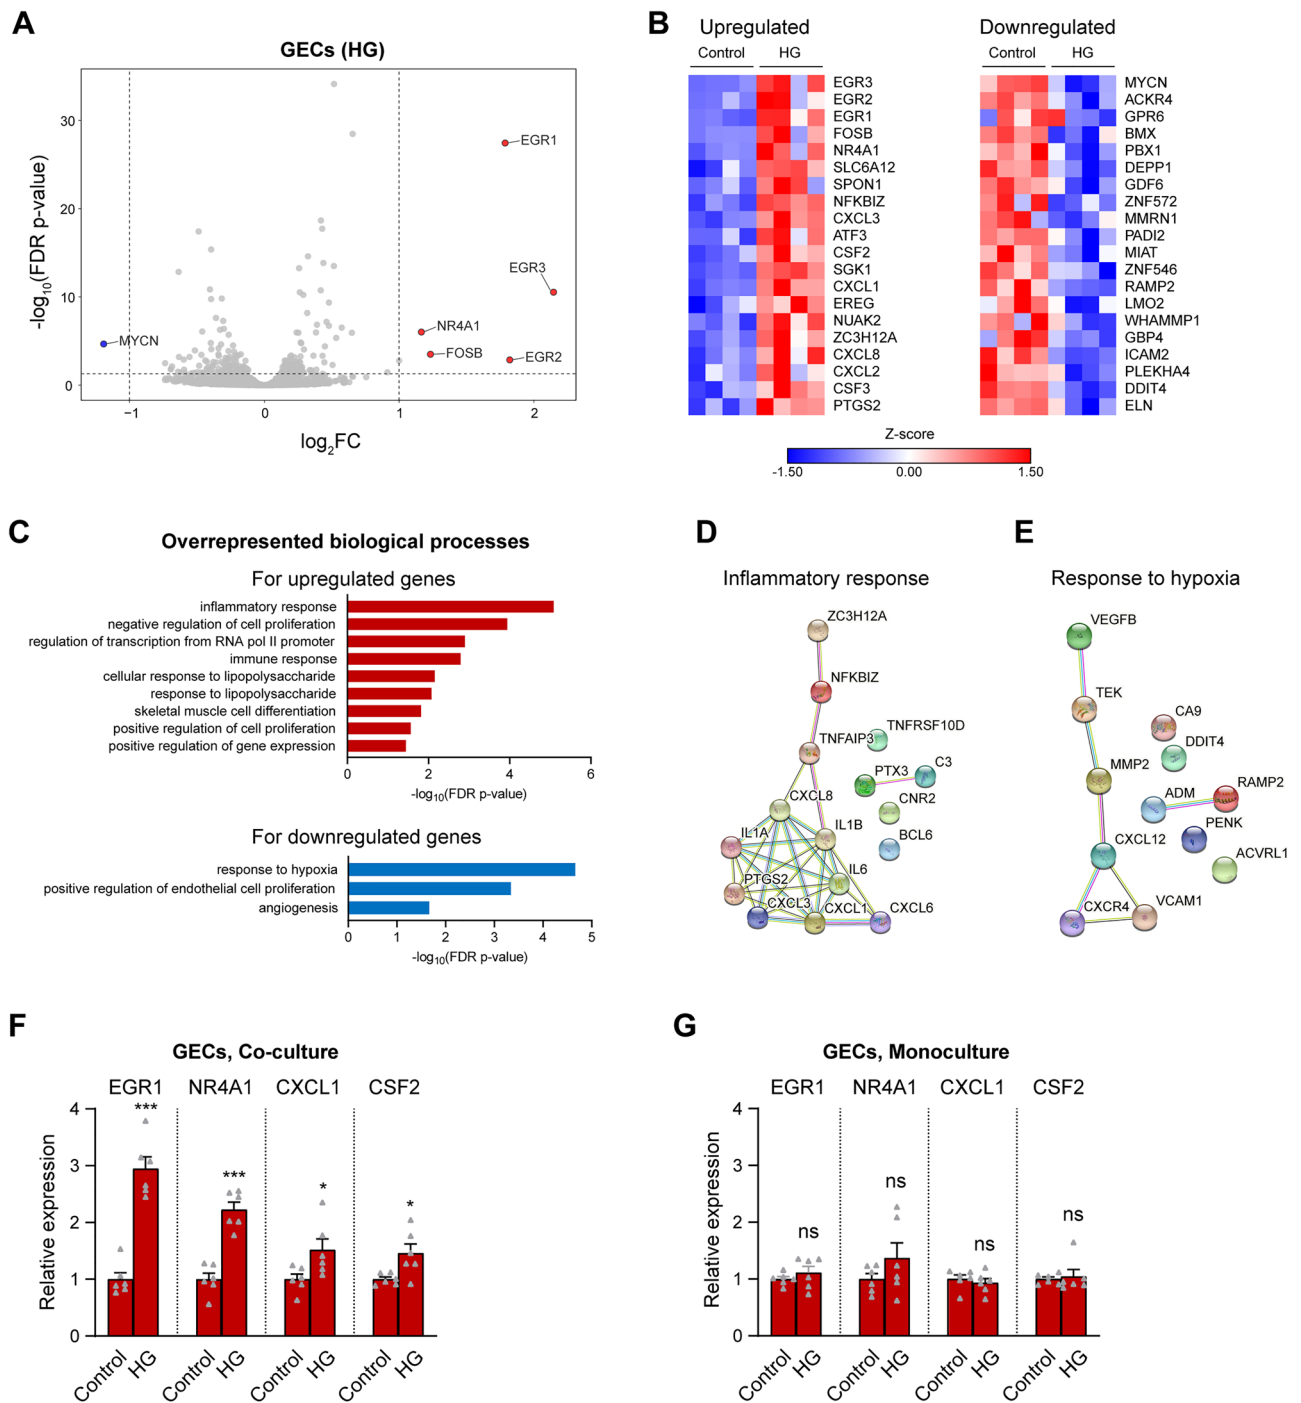 A
GECs (HG)
-log10(FDR p-value)
30
20
10
0
EGR1
EGR3
NR4A1
FOSB
EGR2
MYCN
−1
0
1
2
log2FC
B
Upregulated
Control
HG
EGR3
EGR2
EGR1
FOSB
NR4A1
SLC6A12
SPON1
NFKBIZ
CXCL3
ATF3
CSF2
SGK1
CXCL1
EREG
NUAK2
ZC3H12A
CXCL8
CXCL2
CSF3
PTGS2
Downregulated
Control
HG
MYCN
ACKR4
GPR6
BMX
PBX1
DEPP1
GDF6
ZNF572
MMRN1
PADI2
MIAT
ZNF546
RAMP2
LMO2
WHAMMP1
GBP4
ICAM2
PLEKHA4
DDIT4
ELN
Z-score
-1.50
0.00
1.50
C
Overrepresented biological processes
For upregulated genes
inflammatory response
negative regulation of cell proliferation
regulation of transcription from RNA pol II promoter
immune response
cellular response to lipopolysaccharide
response to lipopolysaccharide
skeletal muscle cell differentiation
positive regulation of cell proliferation
positive regulation of gene expression
0
2
4
6
-log10(FDR p-value)
For downregulated genes
response to hypoxia
positive regulation of endothelial cell proliferation
angiogenesis
0
1
2
3
4
5
-log10(FDR p-value)
D
Inflammatory response
ZC3H12A
NFKBIZ
TNFRSF10D
TNFAIP3
C3
PTX3
CXCL8
CNR2
IL1A
IL1B
BCL6
IL6
PTGS2
CXCL3
CXCL1
CXCL6
E
Response to hypoxia
VEGFB
TEK
CA9
DDIT4
MMP2
RAMP2
ADM
PENK
CXCL12
ACVRL1
CXCR4
VCAM1
F
GECs, Co-culture
EGR1
NR4A1
CXCL1
CSF2
Relative expression
4
3
2
1
0
***
***
*
*
Control
HG
Control
HG
Control
HG
Control
HG
G
GECs, Monoculture
EGR1
NR4A1
CXCL1
CSF2
Relative expression
4
3
2
1
0
ns
ns
ns
ns
Control
HG
Control
HG
Control
HG
Control
HG